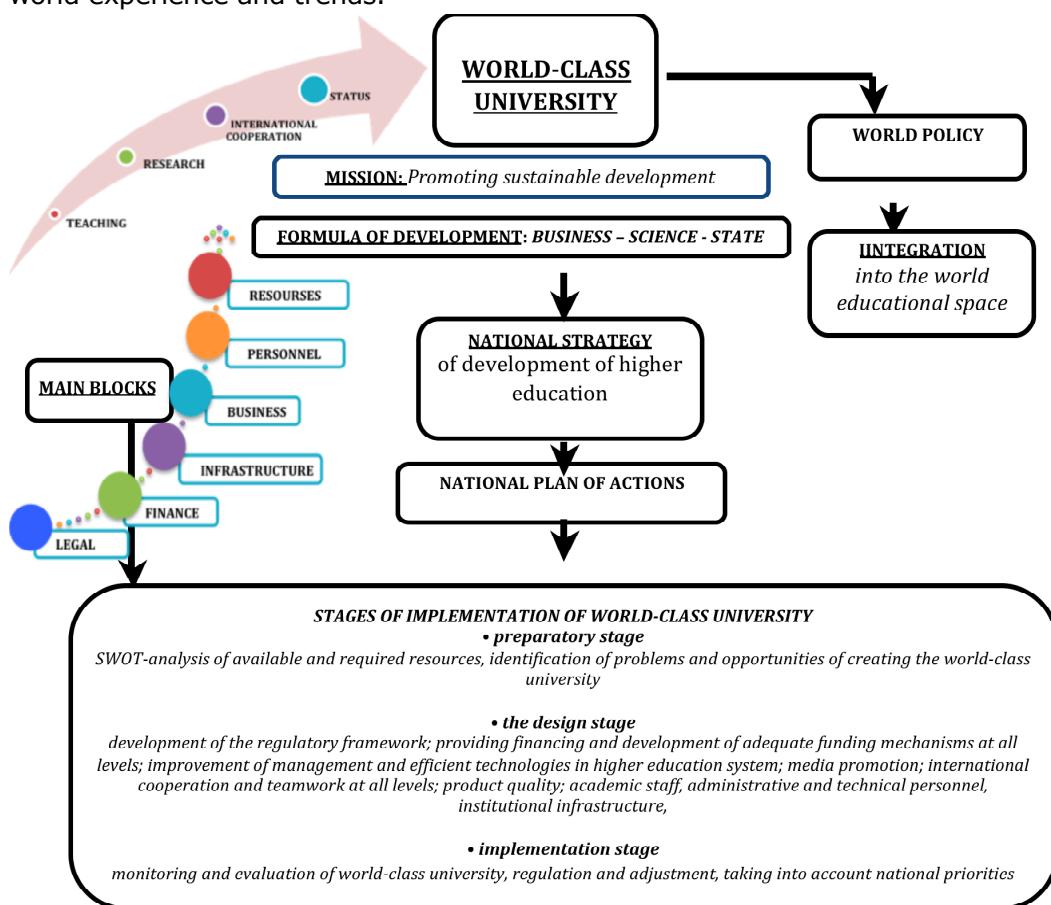 world experience and trends.
WORLD-CLASS
UNIVERSITY
STATUS
INTERNATIONAL
COOPERATION
RESEARCH
TEACHING
WORLD POLICY
MISSION: Promoting sustainable development
FORMULA OF DEVELOPMENT: BUSINESS – SCIENCE - STATE
IINTEGRATION
into the world
educational space
RESOURSES
PERSONNEL
BUSINESS
INFRASTRUCTURE
FINANCE
LEGAL
MAIN BLOCKS
NATIONAL STRATEGY
of development of higher
education
NATIONAL PLAN OF ACTIONS
STAGES OF IMPLEMENTATION OF WORLD-CLASS UNIVERSITY
• preparatory stage
SWOT-analysis of available and required resources, identification of problems and opportunities of creating the world-class
university
• the design stage
development of the regulatory framework; providing financing and development of adequate funding mechanisms at all
levels; improvement of management and efficient technologies in higher education system; media promotion; international
cooperation and teamwork at all levels; product quality; academic staff, administrative and technical personnel,
institutional infrastructure,
• implementation stage
monitoring and evaluation of world-class university, regulation and adjustment, taking into account national priorities